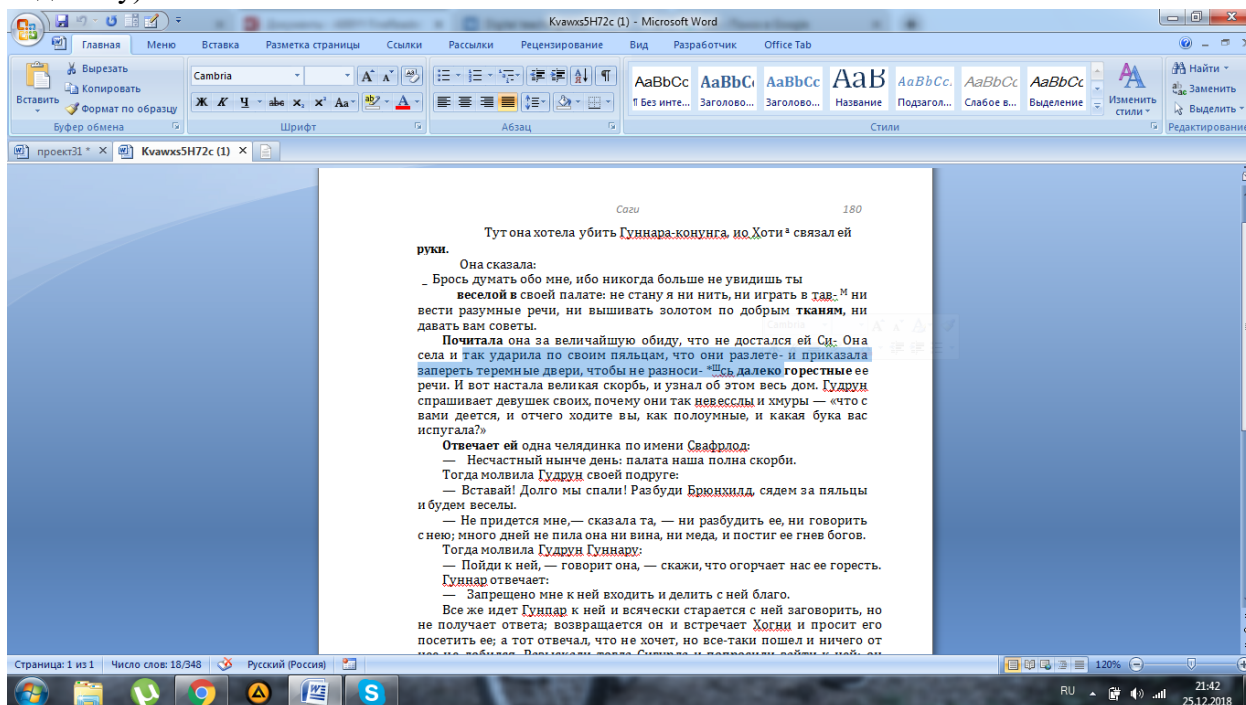 Kvawxs5H72c (1) - Microsoft Word
Главная Меню Вставка Разметка страницы Ссылки Рассылки Рецензирование Вид Разработчик Office Tab
Вставить
Вырезать
Копировать
Формат по образцу
Буфер обмена
Cambria
Ж К Ч
Шрифт
Абзац
AaBbCc ¶ Без инте...
AaBbC Заголово...
AaBbCc Заголово...
AaB Название
AaBbCc. Подзагол...
AaBbCc Слабое в...
AaBbCc Выделение
Изменить стили
Стили
Найти
Заменить
Выделить
Редактирование
проект31 * Kvawxs5H72c (1)
Саги 180
Тут она хотела убить Гуннара-конунга, ио Хоти ª связал ей
руки.
Она сказала:
_ Брось думать обо мне, ибо никогда больше не увидишь ты
веселой в своей палате: не стану я ни нить, ни играть в тав- М ни
вести разумные речи, ни вышивать золотом по добрым тканям, ни
давать вам советы.
Почитала она за величайшую обиду, что не достался ей Си- Она
села и так ударила по своим пяльцам, что они разлете- и приказала
запереть теремные двери, чтобы не разноси- *Шсь далеко горестные ее
речи. И вот настала великая скорбь, и узнал об этом весь дом. Гудрун
спрашивает девушек своих, почему они так невесслы и хмуры — «что с
вами деется, и отчего ходите вы, как полоумные, и какая бука вас
испугала?»
Отвечает ей одна челядинка по имени Свафрлод:
— Несчастный нынче день: палата наша полна скорби.
Тогда молвила Гудрун своей подруге:
— Вставай! Долго мы спали! Разбуди Брюнхилд, сядем за пяльцы
и будем веселы.
— Не придется мне,— сказала та, — ни разбудить ее, ни говорить
с нею; много дней не пила она ни вина, ни меда, и постиг ее гнев богов.
Тогда молвила Гудрун Гуннару:
— Пойди к ней, — говорит она, — скажи, что огорчает нас ее горесть.
Гуннар отвечает:
— Запрещено мне к ней входить и делить с ней благо.
Все же идет Гунпар к ней и всячески старается с ней заговорить, но
не получает ответа; возвращается он и встречает Хогни и просит его
посетить ее; а тот отвечал, что не хочет, но все-таки пошел и ничего от
Страница: 1 из 1 Число слов: 18/348 Русский (Россия) 120%
RU 21:42
25.12.2018